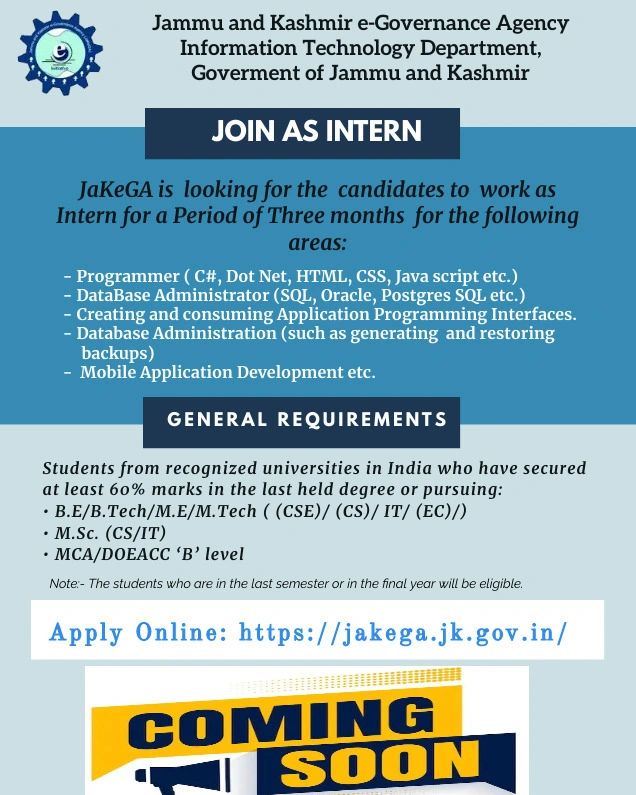 Jammu and Kashmir e-Governance Agency
Information Technology Department,
Goverment of Jammu and Kashmir
JOIN AS INTERN
JaKeGA is looking for the candidates to work as
Intern for a Period of Three months for the following
areas:
- Programmer ( C#, Dot Net, HTML, CSS, Java script etc.)
- DataBase Administrator (SQL, Oracle, Postgres SQL etc.)
- Creating and consuming Application Programming Interfaces.
- Database Administration (such as generating and restoring
backups)
- Mobile Application Development etc.
GENERAL REQUIREMENTS
Students from recognized universities in India who have secured
at least 60% marks in the last held degree or pursuing:
• B.E/B.Tech/M.E/M.Tech ( (CSE)/ (CS)/ IT/ (EC)/)
• M.Sc. (CS/IT)
• MCA/DOEACC ‘B’ level
Note:- The students who are in the last semester or in the final year will be eligible.
Apply Online: https://jakega.jk.gov.in/
COMING
SOON